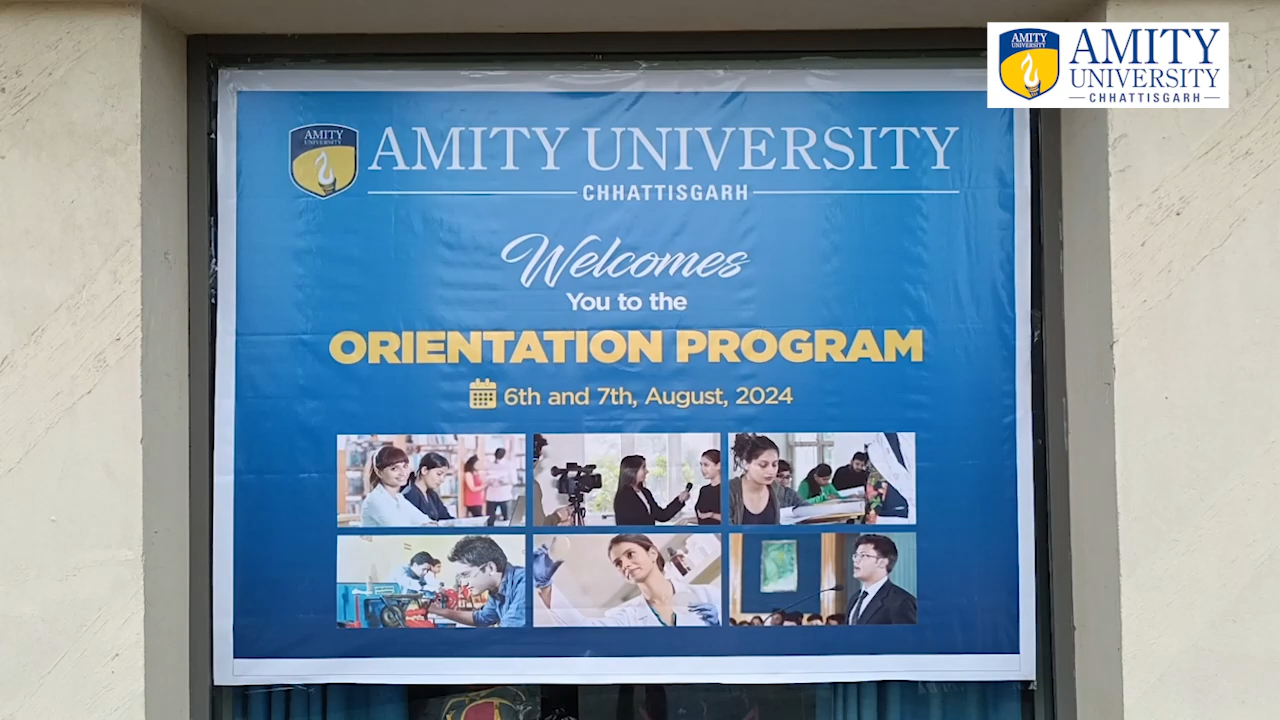 AMITY
UNIVERSITY
AMITY
UNIVERSITY
CHHATTISGARH
AMITY
UNIVERSITY
AMITY UNIVERSITY
CHHATTISGARH
Welcomes
You to the
ORIENTATION PROGRAM
6th and 7th, August, 2024